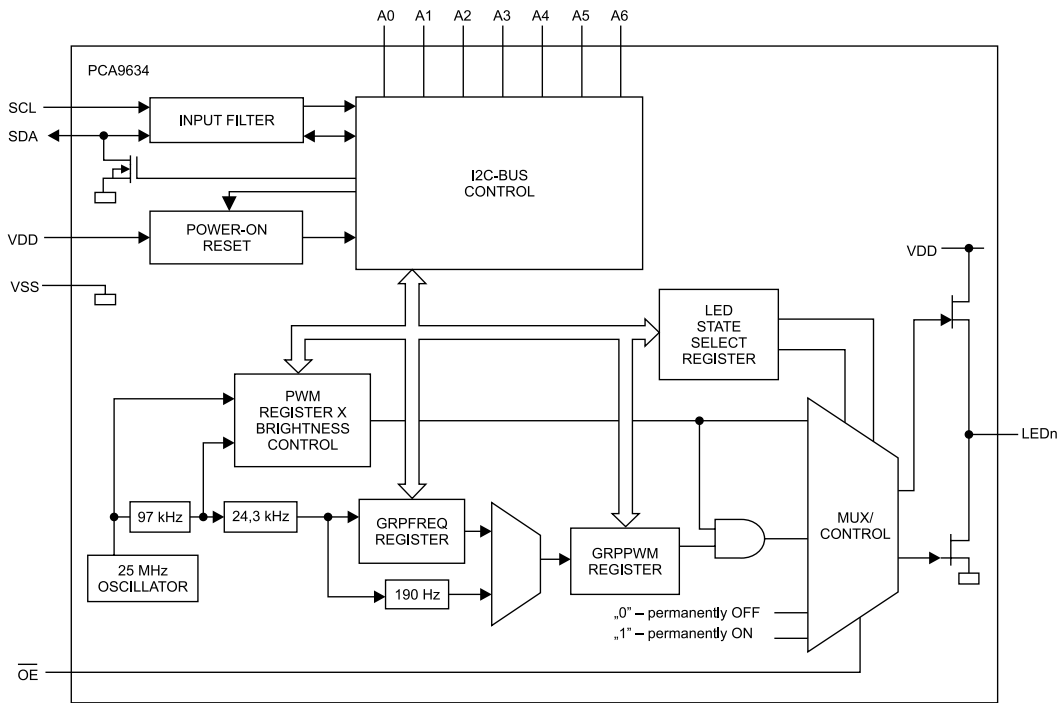 A0 A1 A2 A3 A4 A5 A6
PCA9634
SCL
SDA
INPUT FILTER
I2C-BUS
CONTROL
VDD
POWER-ON
RESET
VSS
VDD
LED
STATE
SELECT
REGISTER
PWM
REGISTER X
BRIGHTNESS
CONTROL
LEDn
97 kHz
24,3 kHz
GRPFREQ
REGISTER
GRPPWM
REGISTER
MUX/
CONTROL
25 MHz
OSCILLATOR
190 Hz
„0” – permanently OFF
„1” – permanently ON
OE